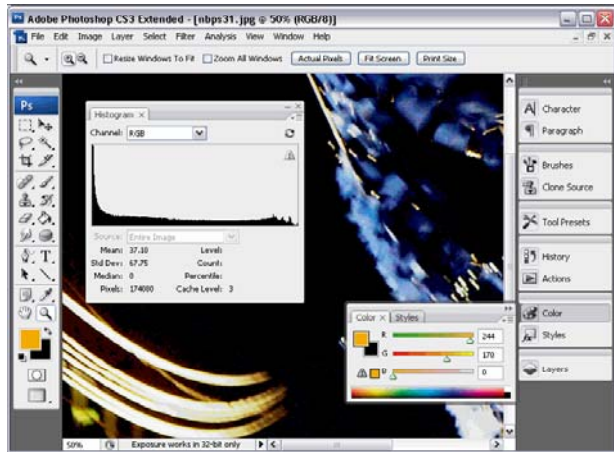 Adobe Photoshop CS3 Extended - [nbps31.jpg @ 50% (RGB/8)]
File Edit Image Layer Select Filter Analysis View Window Help
Resize Windows To Fit Zoom All Windows Actual Pixels Fit Screen Print Size
Ps
Histogram ×
Channel: RGB
Source: Entire Image
Mean: 37.10 Level:
Std Dev: 67.75 Count:
Median: 0 Percentile:
Pixels: 174000 Cache Level: 3
Character
Paragraph
Brushes
Clone Source
Tool Presets
History
Actions
Color
Styles
Layers
Color × Styles
R 244
G 170
B 0
50% Exposure works in 32-bit only